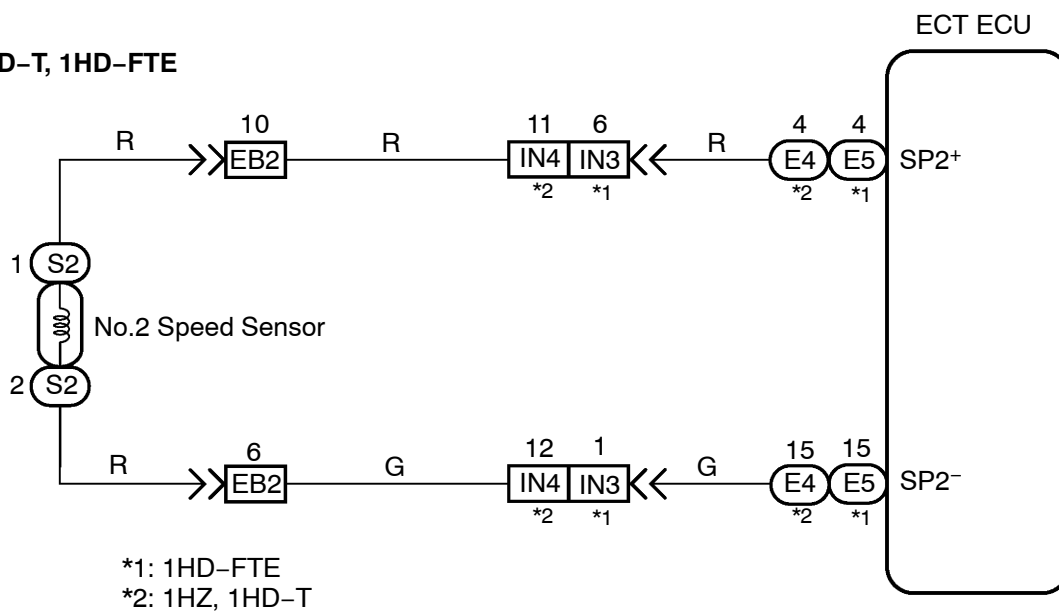 ECT ECU
D–T, 1HD–FTE
R 10 EB2 R 11 IN4 *2 6 IN3 *1 R 4 E4 *2 4 E5 *1 SP2+
1 S2
No.2 Speed Sensor
2 S2
R 6 EB2 G 12 IN4 *2 1 IN3 *1 G 15 E4 *2 15 E5 *1 SP2–
*1: 1HD–FTE
*2: 1HZ, 1HD–T